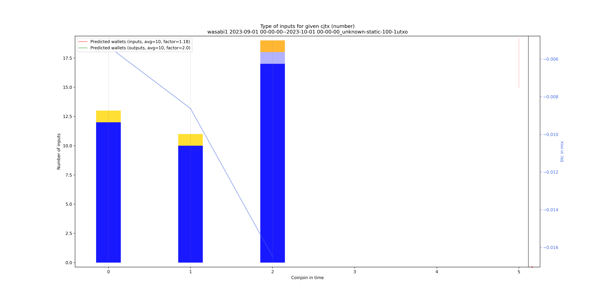 Type of inputs for given cjtx (number)
wasabi1 2023-09-01 00-00-00--2023-10-01 00-00-00_unknown-static-100-1utxo
Predicted wallets (inputs, avg=10, factor=1.18)
Predicted wallets (outputs, avg=10, factor=2.0)
17.5
15.0
12.5
10.0
7.5
5.0
2.5
0.0
Number of inputs
0 1 2 3 4 5
Coinjoin in time
−0.006
−0.008
−0.010
−0.012
−0.014
−0.016